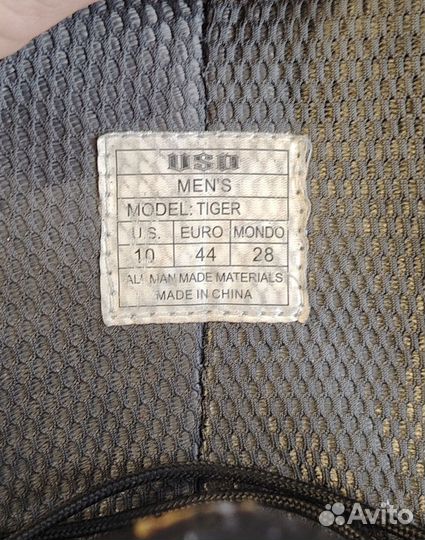 USD
MEN'S
MODEL: TIGER
U.S. EURO MONDO
10 44 28
ALL MAN MADE MATERIALS
MADE IN CHINA
Avito